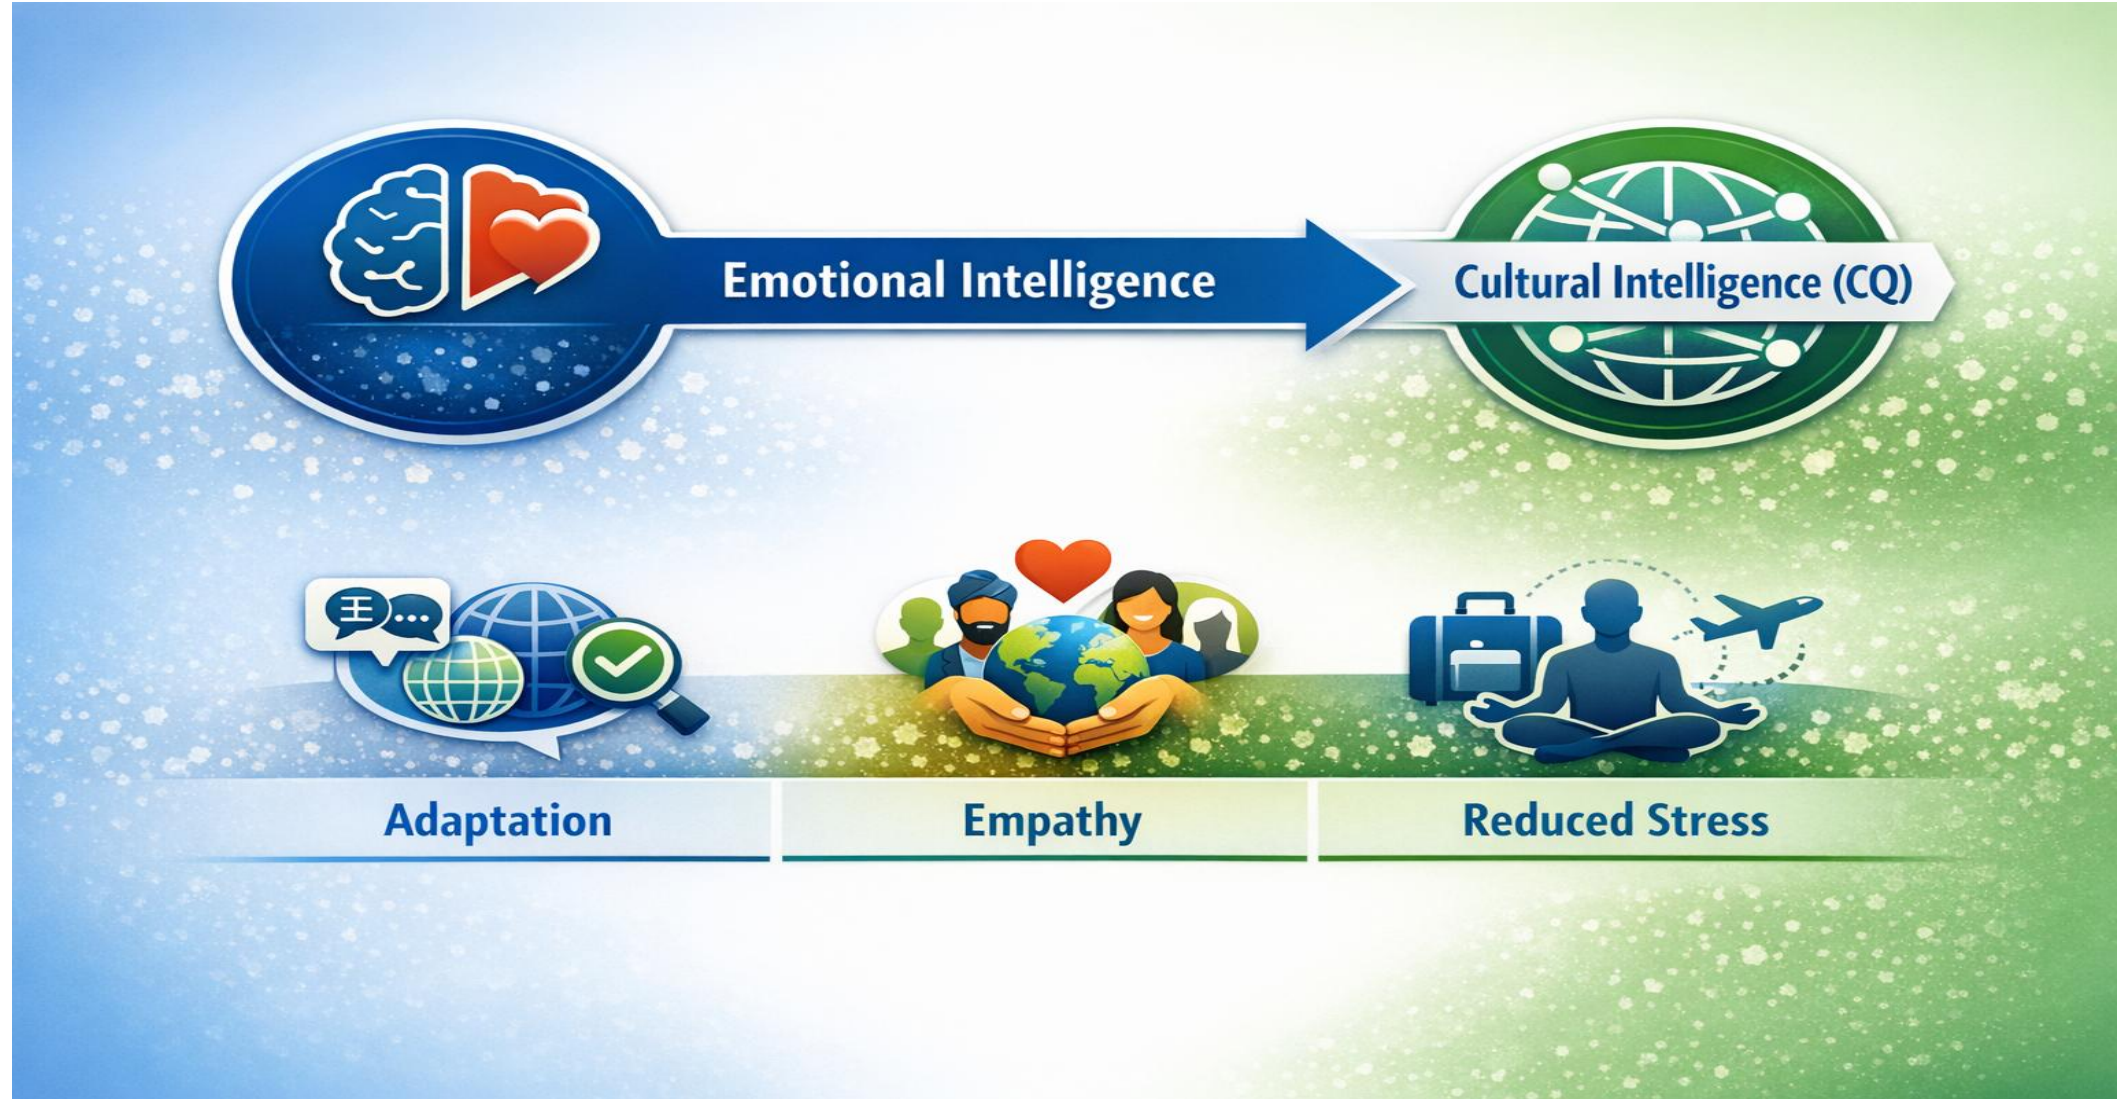 Emotional Intelligence
Cultural Intelligence (CQ)
Adaptation
Empathy
Reduced Stress